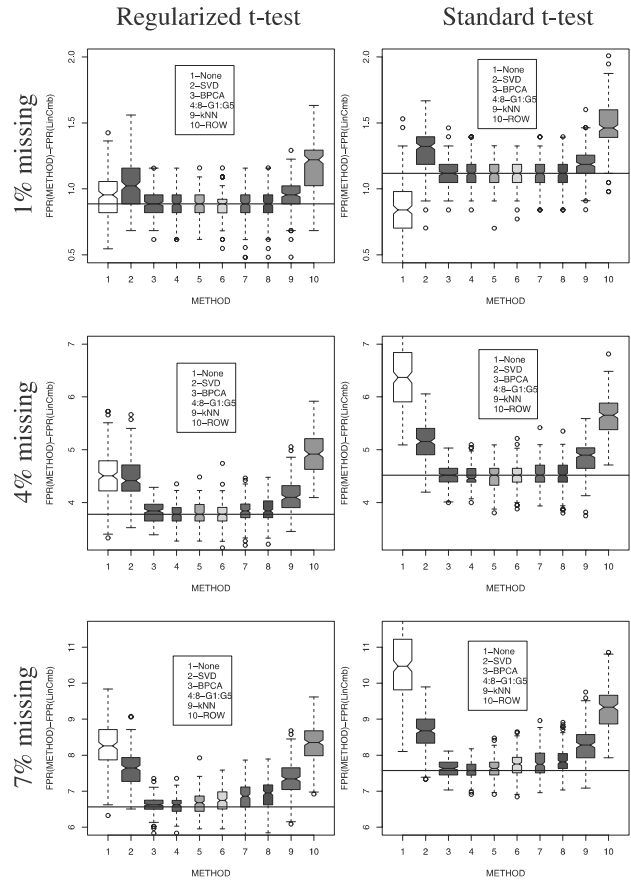 Regularized t-test
Standard t-test
1% missing
FPR(METHOD)−FPR(LinCmb)
2.0
1.5
1.0
0.5
1−None
2−SVD
3−BPCA
4:8−G1:G5
9−kNN
10−ROW
1 2 3 4 5 6 7 8 9 10
METHOD
FPR(METHOD)−FPR(LinCmb)
2.0
1.5
1.0
0.5
1−None
2−SVD
3−BPCA
4:8−G1:G5
9−kNN
10−ROW
1 2 3 4 5 6 7 8 9 10
METHOD
4% missing
FPR(METHOD)−FPR(LinCmb)
7
6
5
4
1−None
2−SVD
3−BPCA
4:8−G1:G5
9−kNN
10−ROW
1 2 3 4 5 6 7 8 9 10
METHOD
FPR(METHOD)−FPR(LinCmb)
7
6
5
4
1−None
2−SVD
3−BPCA
4:8−G1:G5
9−kNN
10−ROW
1 2 3 4 5 6 7 8 9 10
METHOD
7% missing
FPR(METHOD)−FPR(LinCmb)
11
10
9
8
7
6
1−None
2−SVD
3−BPCA
4:8−G1:G5
9−kNN
10−ROW
1 2 3 4 5 6 7 8 9 10
METHOD
FPR(METHOD)−FPR(LinCmb)
11
10
9
8
7
6
1−None
2−SVD
3−BPCA
4:8−G1:G5
9−kNN
10−ROW
1 2 3 4 5 6 7 8 9 10
METHOD